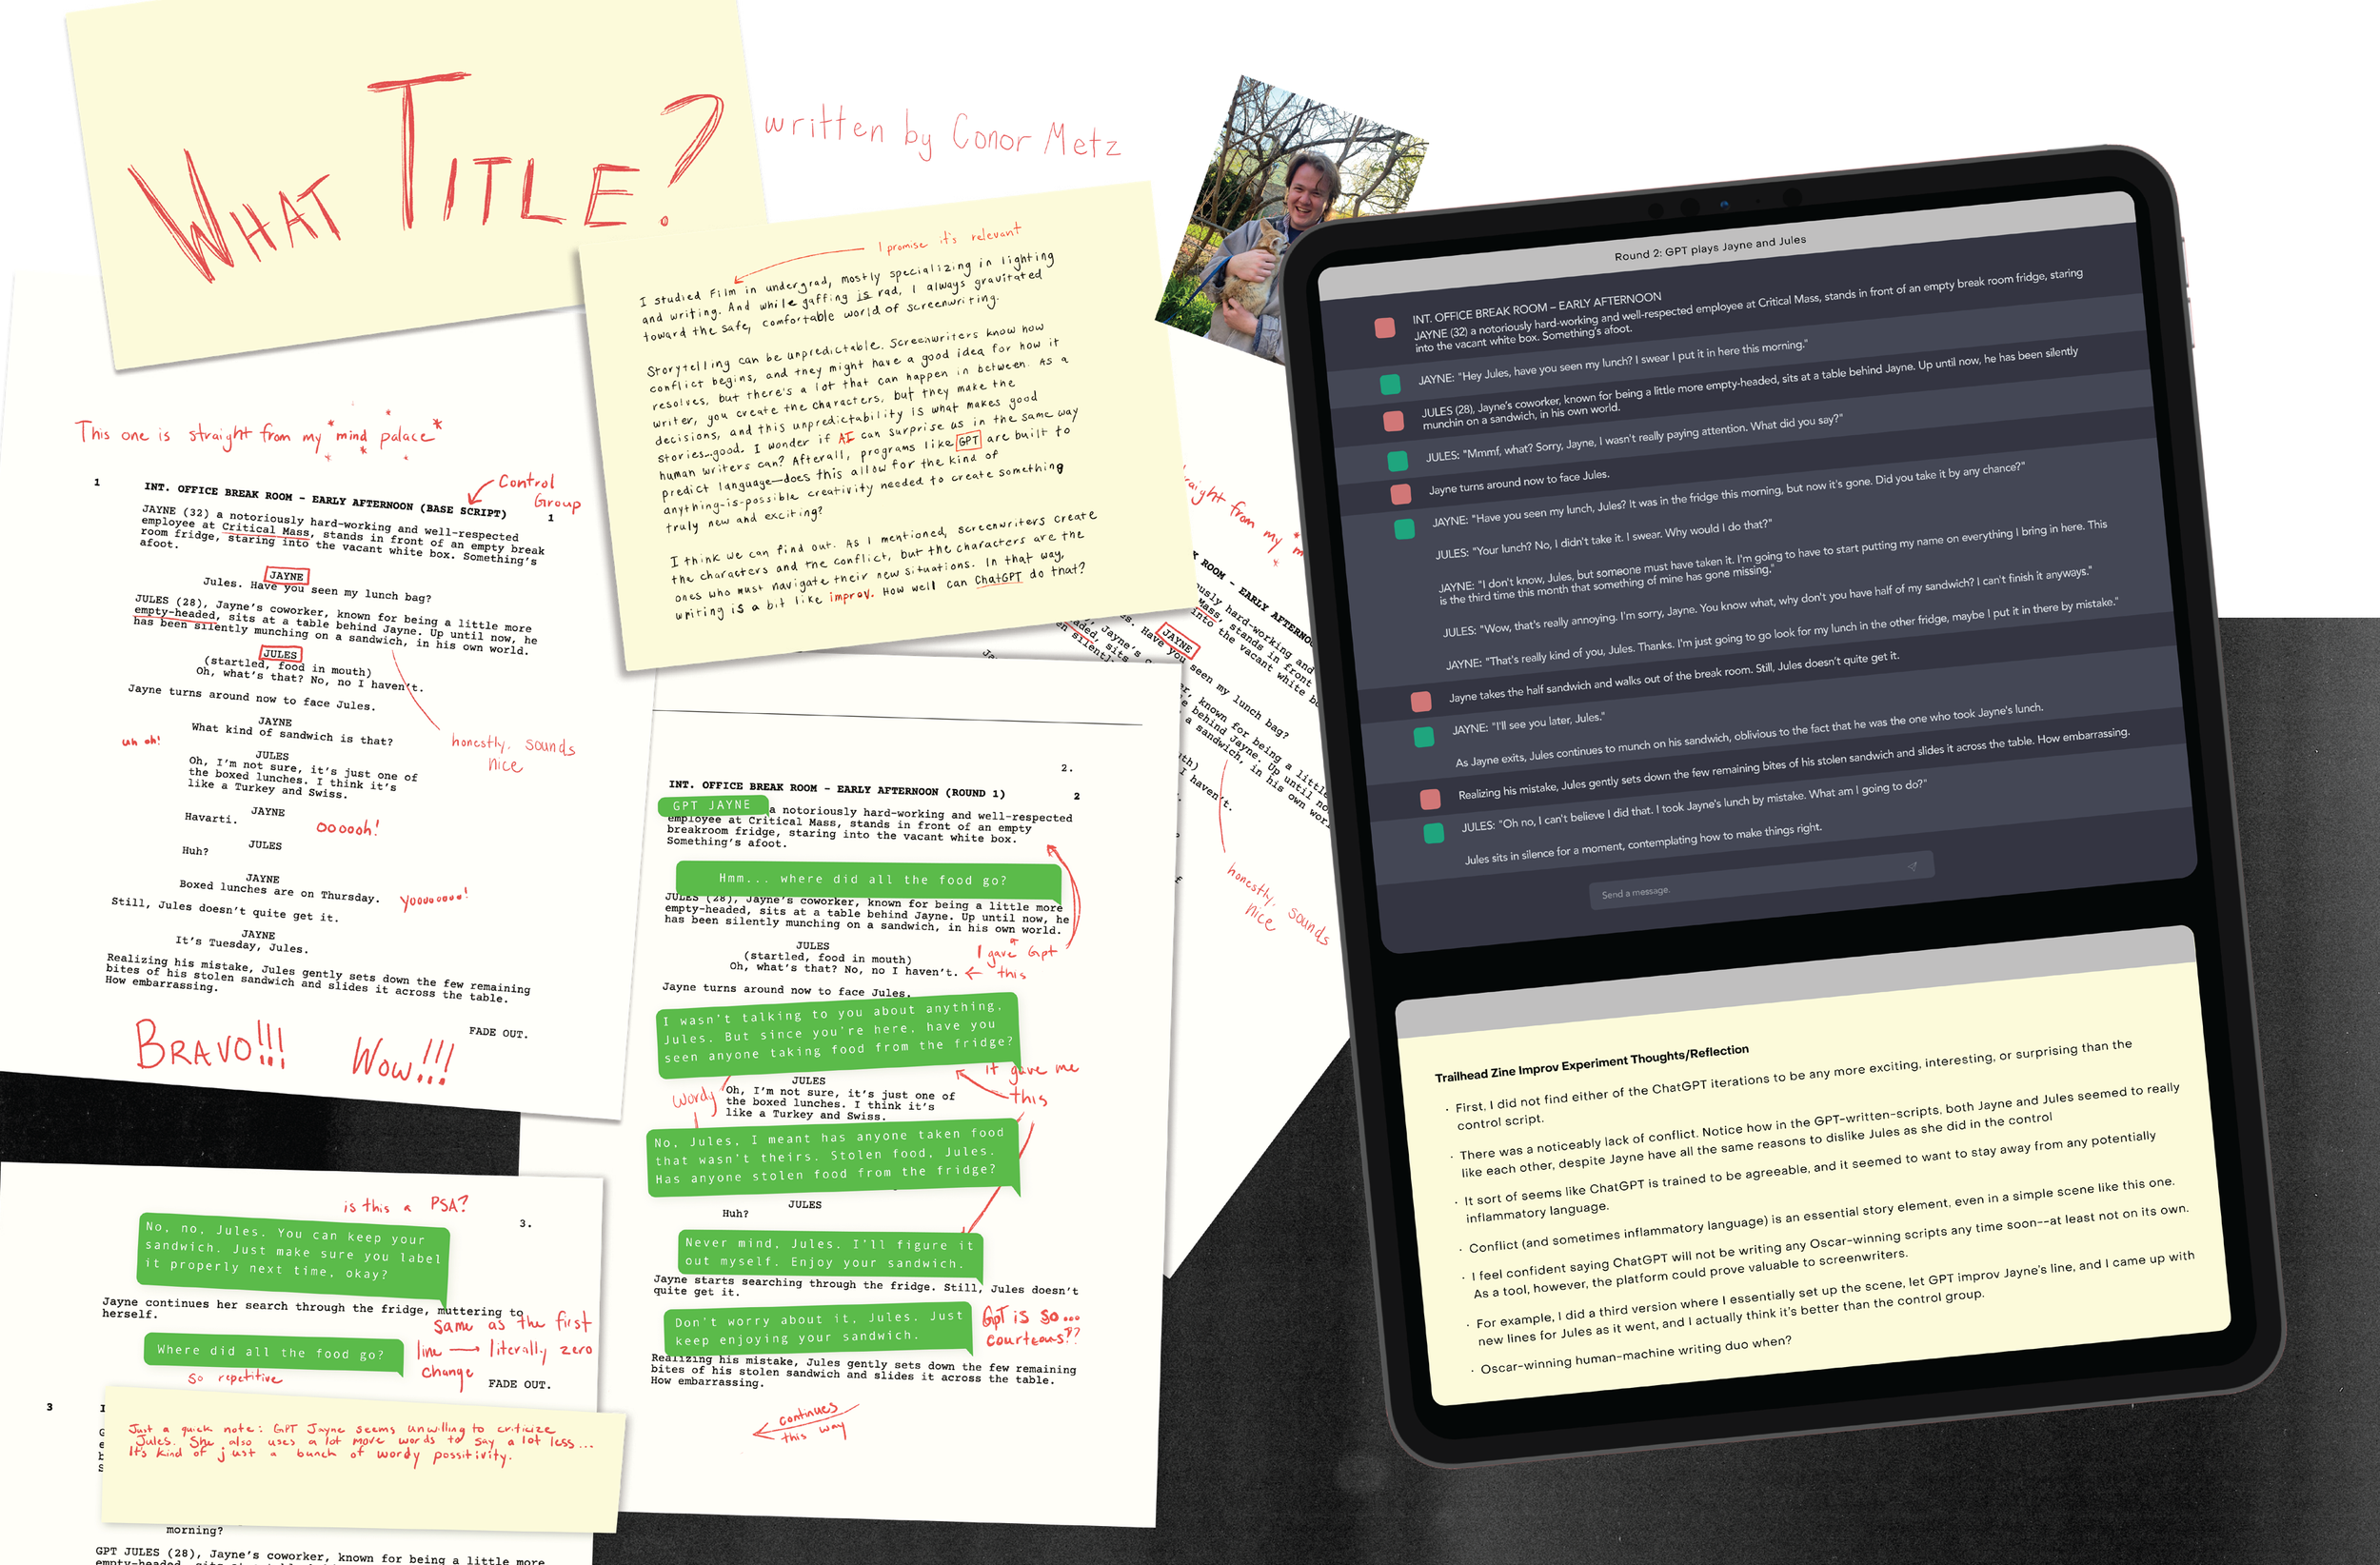 WHAT TITLE?
written by Conor Metz
I promise it's relevant
I studied Film in undergrad, mostly specializing in lighting
and writing. And while gaffing is rad, I always gravitated
toward the safe, comfortable world of screenwriting.
Storytelling can be unpredictable. Screenwriters know how
conflict begins, and they might have a good idea for how it
resolves, but there's a lot that can happen in between. As a
writer, you create the characters, but they make the
decisions, and this unpredictability is what makes good
stories...good. I wonder if AI can surprise us in the same way
human writers can? Afterall, programs like GPT are built to
predict language—does this allow for the kind of
anything-is-possible creativity needed to create something
truly new and exciting?
I think we can find out. As I mentioned, screenwriters create
the characters and the conflict, but the characters are the
ones who must navigate their new situations. In that way,
writing is a bit like improv. How well can ChatGPT do that?
This one is straight from my *mind palace*
Control
Group
1 INT. OFFICE BREAK ROOM - EARLY AFTERNOON (BASE SCRIPT) 1
JAYNE (32) a notoriously hard-working and well-respected
employee at Critical Mass, stands in front of an empty break
room fridge, staring into the vacant white box. Something's
afoot.
JAYNE
Jules. Have you seen my lunch bag?
JULES (28), Jayne's coworker, known for being a little more
empty-headed, sits at a table behind Jayne. Up until now, he
has been silently munching on a sandwich, in his own world.
JULES
(startled, food in mouth)
Oh, what's that? No, no I haven't.
Jayne turns around now to face Jules.
JAYNE
What kind of sandwich is that?
honestly, sounds
nice
uh oh!
JULES
Oh, I'm not sure, it's just one of
the boxed lunches. I think it's
like a Turkey and Swiss.
JAYNE
Havarti.
oooooh!
JULES
Huh?
JAYNE
Boxed lunches are on Thursday.
yoooooooo!
Still, Jules doesn't quite get it.
JAYNE
It's Tuesday, Jules.
Realizing his mistake, Jules gently sets down the few remaining
bites of his stolen sandwich and slides it across the table.
How embarrassing.
FADE OUT.
BRAVO!!! WOW!!!
2.
INT. OFFICE BREAK ROOM - EARLY AFTERNOON (ROUND 1) 2
GPT JAYNE a notoriously hard-working and well-respected
employee at Critical Mass, stands in front of an empty
breakroom fridge, staring into the vacant white box.
Something's afoot.
Hmm... where did all the food go?
JULES (28), Jayne's coworker, known for being a little more
empty-headed, sits at a table behind Jayne. Up until now, he
has been silently munching on a sandwich, in his own world.
JULES
(startled, food in mouth)
Oh, what's that? No, no I haven't.
I gave Gpt
this
Jayne turns around now to face Jules.
I wasn't talking to you about anything,
Jules. But since you're here, have you
seen anyone taking food from the fridge?
it gave me
this
wordy
JULES
Oh, I'm not sure, it's just one of
the boxed lunches. I think it's
like a Turkey and Swiss.
No, Jules, I meant has anyone taken food
that wasn't theirs. Stolen food, Jules.
Has anyone stolen food from the fridge?
JULES
Huh?
Never mind, Jules. I'll figure it
out myself. Enjoy your sandwich.
Jayne starts searching through the fridge. Still, Jules doesn't
quite get it.
Don't worry about it, Jules. Just
keep enjoying your sandwich.
GPT is so...
courteous??
Realizing his mistake, Jules gently sets down the few remaining
bites of his stolen sandwich and slides it across the table.
How embarrassing.
continues
this way
is this a PSA?
3.
No, no, Jules. You can keep your
sandwich. Just make sure you label
it properly next time, okay?
Jayne continues her search through the fridge, muttering to
herself.
Where did all the food go?
same as the first
line → literally zero
change
so repetitive
FADE OUT.
3
Just a quick note: GPT Jayne seems unwilling to criticize
Jules. She also uses a lot more words to say a lot less...
It's kind of just a bunch of wordy possitivity.
morning?
GPT JULES (28), Jayne's coworker, known for being a little more
straight from my
ROOM - EARLY AFTERNOON
JAYNE
Have you seen my lunch bag?
honestly, sounds
nice
Round 2: GPT plays Jayne and Jules
INT. OFFICE BREAK ROOM – EARLY AFTERNOON
JAYNE (32) a notoriously hard-working and well-respected employee at Critical Mass, stands in front of an empty break room fridge, staring
into the vacant white box. Something's afoot.
JAYNE: "Hey Jules, have you seen my lunch? I swear I put it in here this morning."
JULES (28), Jayne's coworker, known for being a little more empty-headed, sits at a table behind Jayne. Up until now, he has been silently
munchin on a sandwich, in his own world.
JULES: "Mmmf, what? Sorry, Jayne, I wasn't really paying attention. What did you say?"
Jayne turns around now to face Jules.
JAYNE: "Have you seen my lunch, Jules? It was in the fridge this morning, but now it's gone. Did you take it by any chance?"
JULES: "Your lunch? No, I didn't take it. I swear. Why would I do that?"
JAYNE: "I don't know, Jules, but someone must have taken it. I'm going to have to start putting my name on everything I bring in here. This
is the third time this month that something of mine has gone missing."
JULES: "Wow, that's really annoying. I'm sorry, Jayne. You know what, why don't you have half of my sandwich? I can't finish it anyways."
JAYNE: "That's really kind of you, Jules. Thanks. I'm just going to go look for my lunch in the other fridge, maybe I put it in there by mistake."
Jayne takes the half sandwich and walks out of the break room. Still, Jules doesn't quite get it.
JAYNE: "I'll see you later, Jules."
As Jayne exits, Jules continues to munch on his sandwich, oblivious to the fact that he was the one who took Jayne's lunch.
Realizing his mistake, Jules gently sets down the few remaining bites of his stolen sandwich and slides it across the table. How embarrassing.
JULES: "Oh no, I can't believe I did that. I took Jayne's lunch by mistake. What am I going to do?"
Jules sits in silence for a moment, contemplating how to make things right.
Send a message.
Trailhead Zine Improv Experiment Thoughts/Reflection
· First, I did not find either of the ChatGPT iterations to be any more exciting, interesting, or surprising than the
control script.
· There was a noticeably lack of conflict. Notice how in the GPT-written-scripts, both Jayne and Jules seemed to really
like each other, despite Jayne have all the same reasons to dislike Jules as she did in the control
· It sort of seems like ChatGPT is trained to be agreeable, and it seemed to want to stay away from any potentially
inflammatory language.
· Conflict (and sometimes inflammatory language) is an essential story element, even in a simple scene like this one.
· I feel confident saying ChatGPT will not be writing any Oscar-winning scripts any time soon--at least not on its own.
As a tool, however, the platform could prove valuable to screenwriters.
· For example, I did a third version where I essentially set up the scene, let GPT improv Jayne's line, and I came up with
new lines for Jules as it went, and I actually think it's better than the control group.
· Oscar-winning human-machine writing duo when?